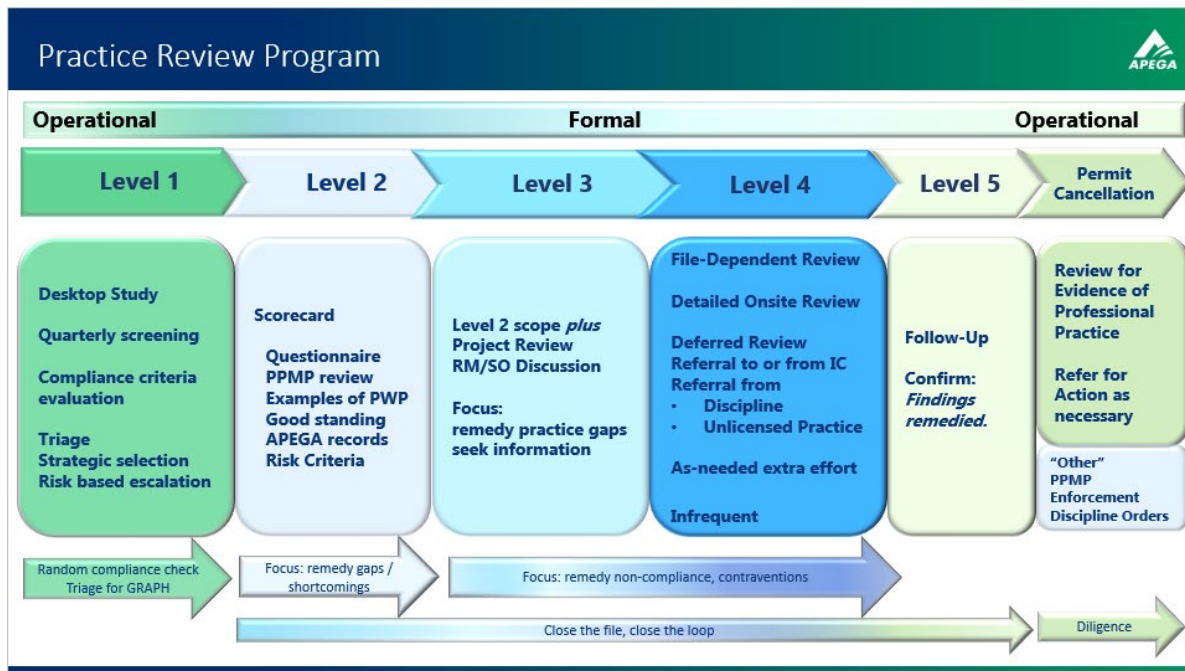 Practice Review Program
APEGA
Operational
Formal
Operational
Level 1
Level 2
Level 3
Level 4
Level 5
Permit
Cancellation
Desktop Study
Quarterly screening
Compliance criteria
evaluation
Triage
Strategic selection
Risk based escalation
Scorecard
Questionnaire
PPMP review
Examples of PWP
Good standing
APEGA records
Risk Criteria
Level 2 scope plus
Project Review
RM/SO Discussion
Focus:
remedy practice gaps
seek information
File-Dependent Review
Detailed Onsite Review
Deferred Review
Referral to or from IC
Referral from
• Discipline
• Unlicensed Practice
As-needed extra effort
Infrequent
Follow-Up
Confirm:
Findings
remedied.
Review for
Evidence of
Professional
Practice
Refer for
Action as
necessary
"Other"
PPMP
Enforcement
Discipline Orders
Random compliance check
Triage for GRAPH
Focus: remedy gaps /
shortcomings
Focus: remedy non-compliance, contraventions
Close the file, close the loop
Diligence